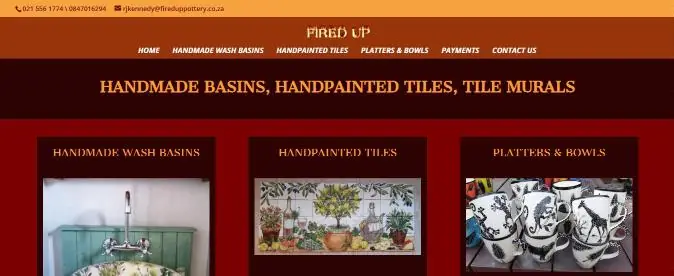 021 556 1774 \ 0847016294 rjkennedy@fireduppottery.co.za
FIRED UP
HOME HANDMADE WASH BASINS HANDPAINTED TILES PLATTERS & BOWLS PAYMENTS CONTACT US
HANDMADE BASINS, HANDPAINTED TILES, TILE MURALS
HANDMADE WASH BASINS
HANDPAINTED TILES
PLATTERS & BOWLS